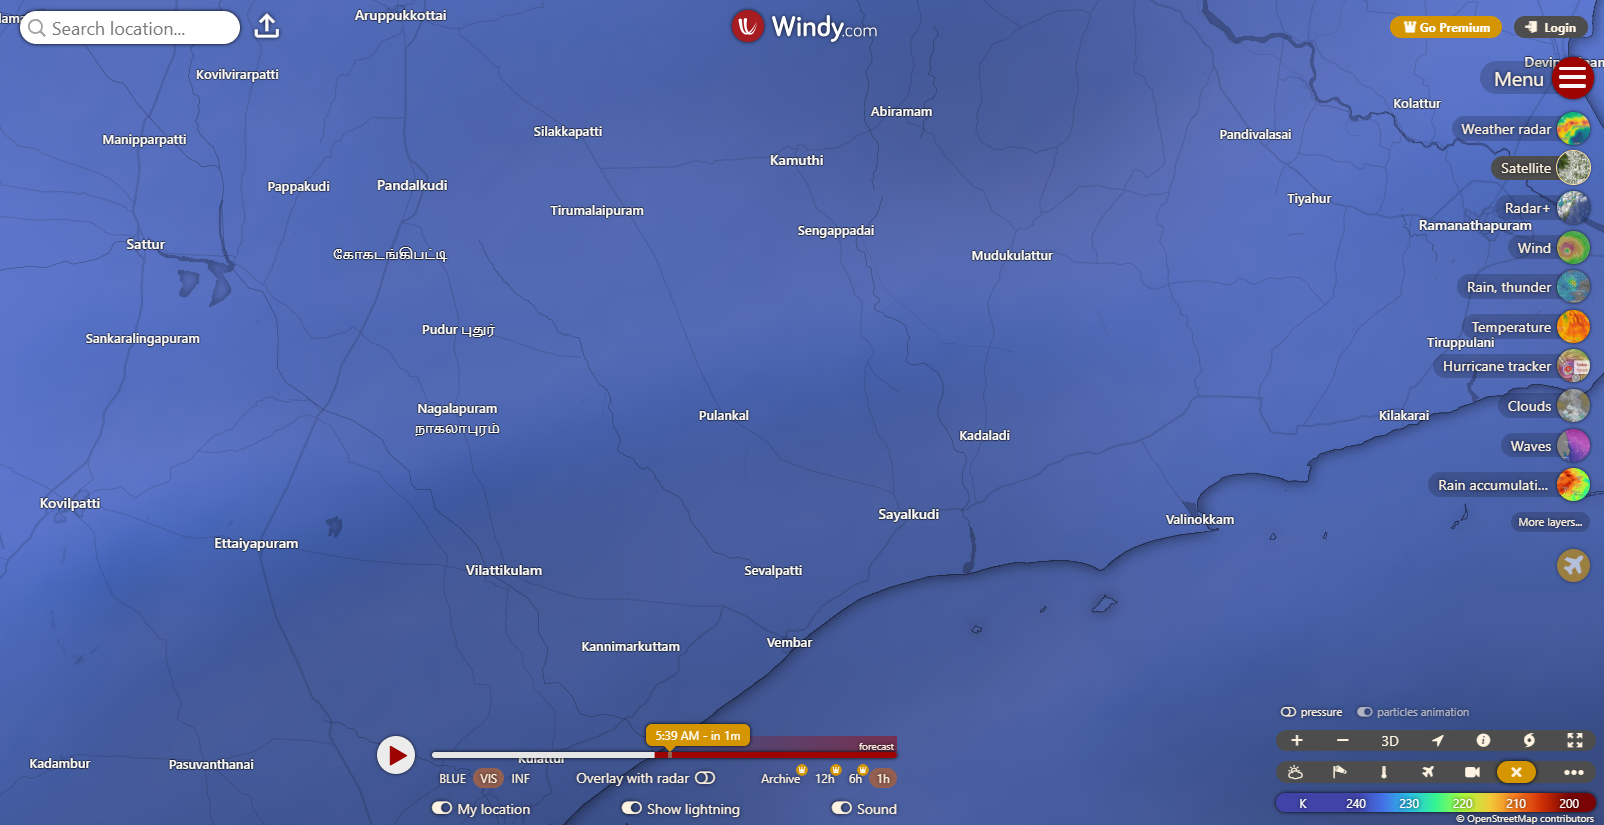 Search location...
Windy.com
Go Premium
Login
Menu
Weather radar
Satellite
Radar+
Wind
Rain, thunder
Temperature
Hurricane tracker
Clouds
Waves
Rain accumulati...
More layers...
Aruppukkottai
Kovilvirarpatti
Abiramam
Kolattur
Silakkapatti
Pandivalasai
Manipparpatti
Kamuthi
Pappakudi
Pandalkudi
Tiyahur
Tirumalaipuram
Ramanathapuram
Sengappadai
Sattur
கோகடங்கிபட்டி
Mudukulattur
Pudur புதுர்
Sankaralingapuram
Tiruppulani
Nagalapuram
நாகலாபுரம்
Pulankal
Kilakarai
Kadaladi
Kovilpatti
Sayalkudi
Valinokkam
Ettaiyapuram
Vilattikulam
Sevalpatti
Kannimarkuttam
Vembar
Kadambur
Pasuvanthanai
Kulattur
5:39 AM - in 1m
forecast
BLUE VIS INF
Overlay with radar
Archive 12h 6h 1h
My location
Show lightning
Sound
pressure
particles animation
3D
K 240 230 220 210 200
© OpenStreetMap contributors